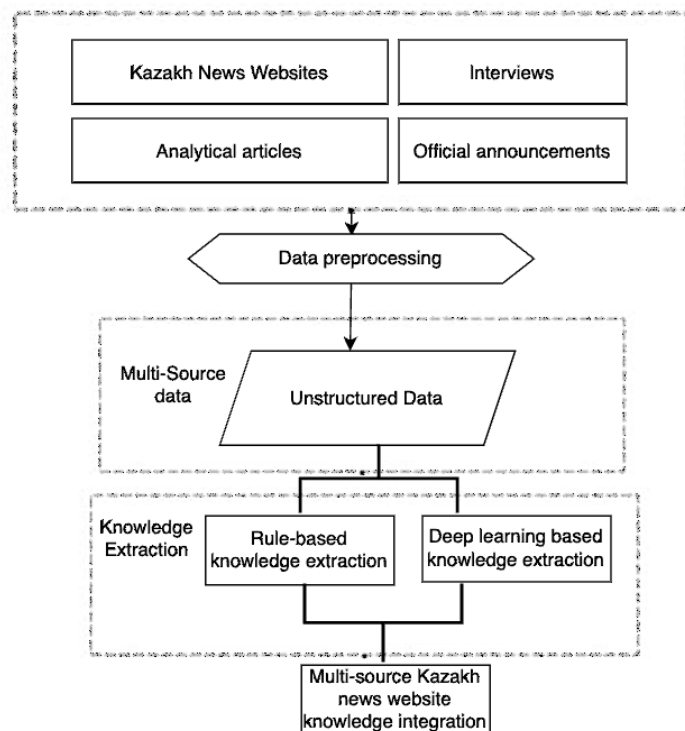 Kazakh News Websites
Interviews
Analytical articles
Official announcements
Data preprocessing
Multi-Source
data
Unstructured Data
Knowledge
Extraction
Rule-based
knowledge extraction
Deep learning based
knowledge extraction
Multi-source Kazakh
news website
knowledge integration